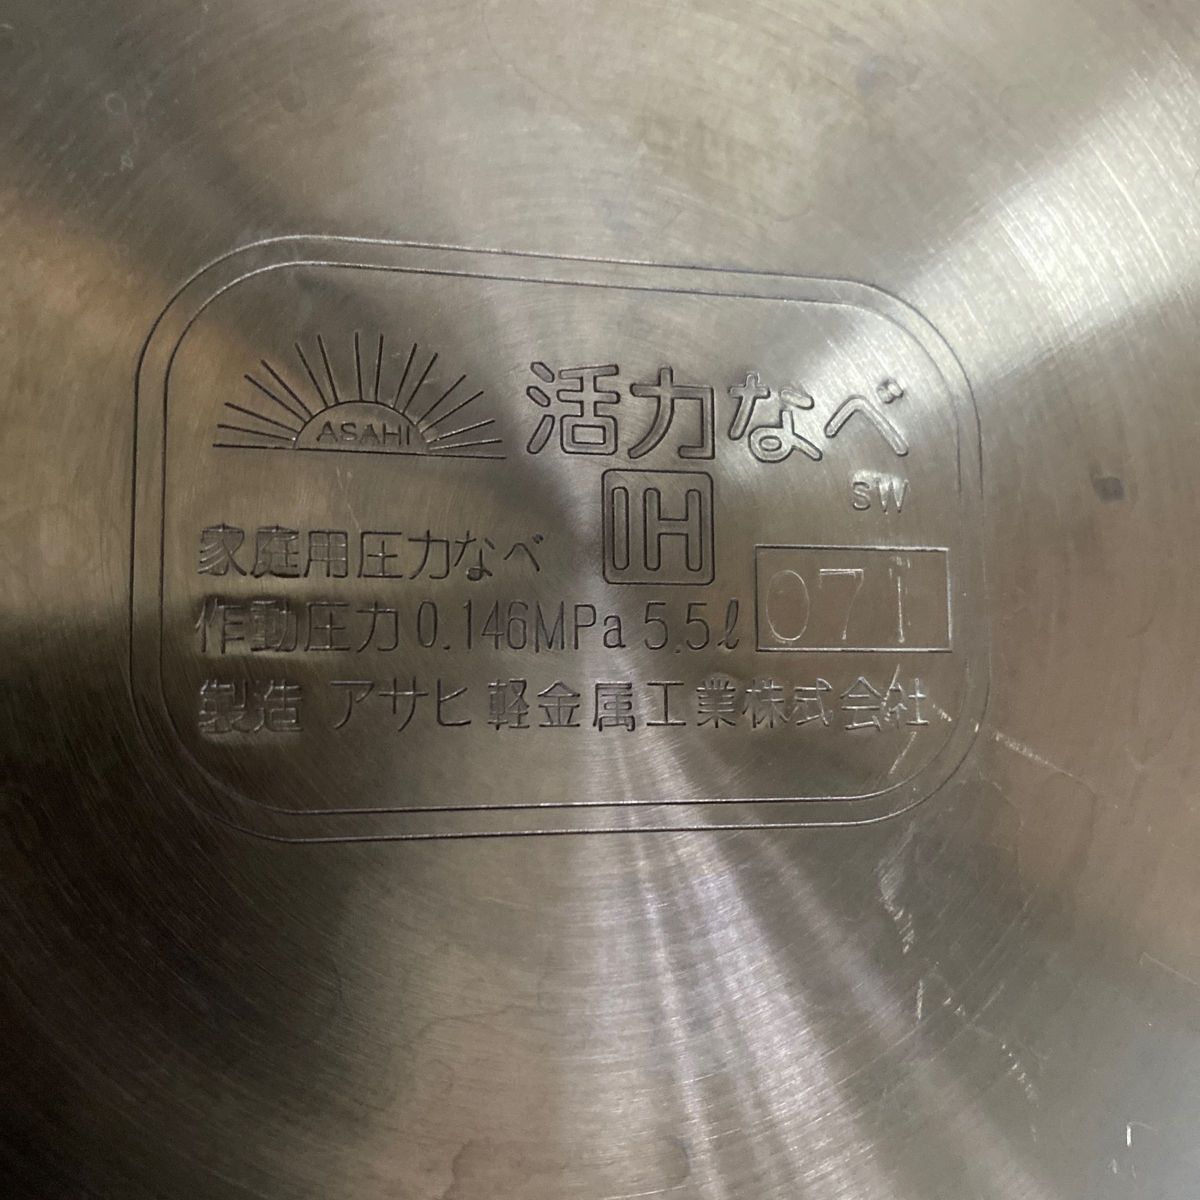 ASAHI
活力なべ
SW
IH
家庭用圧力なべ
作動圧力 0.146MPa 5.5ℓ
071
製造 アサヒ軽金属工業株式会社